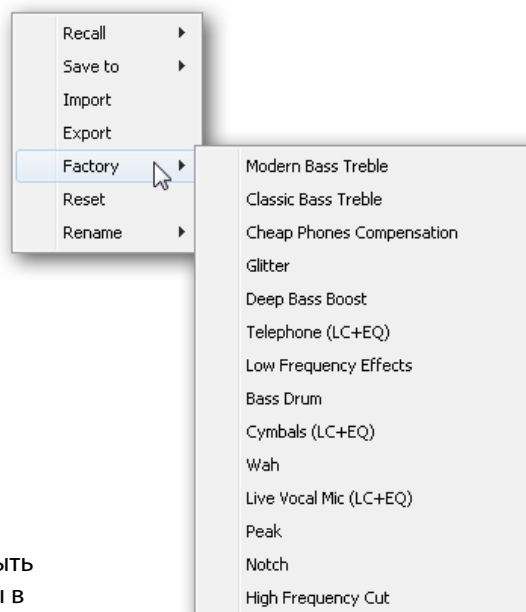 Recall
Save to
Import
Export
Factory
Reset
Rename
Modern Bass Treble
Classic Bass Treble
Cheap Phones Compensation
Glitter
Deep Bass Boost
Telephone (LC+EQ)
Low Frequency Effects
Bass Drum
Cymbals (LC+EQ)
Wah
Live Vocal Mic (LC+EQ)
Peak
Notch
High Frequency Cut
в